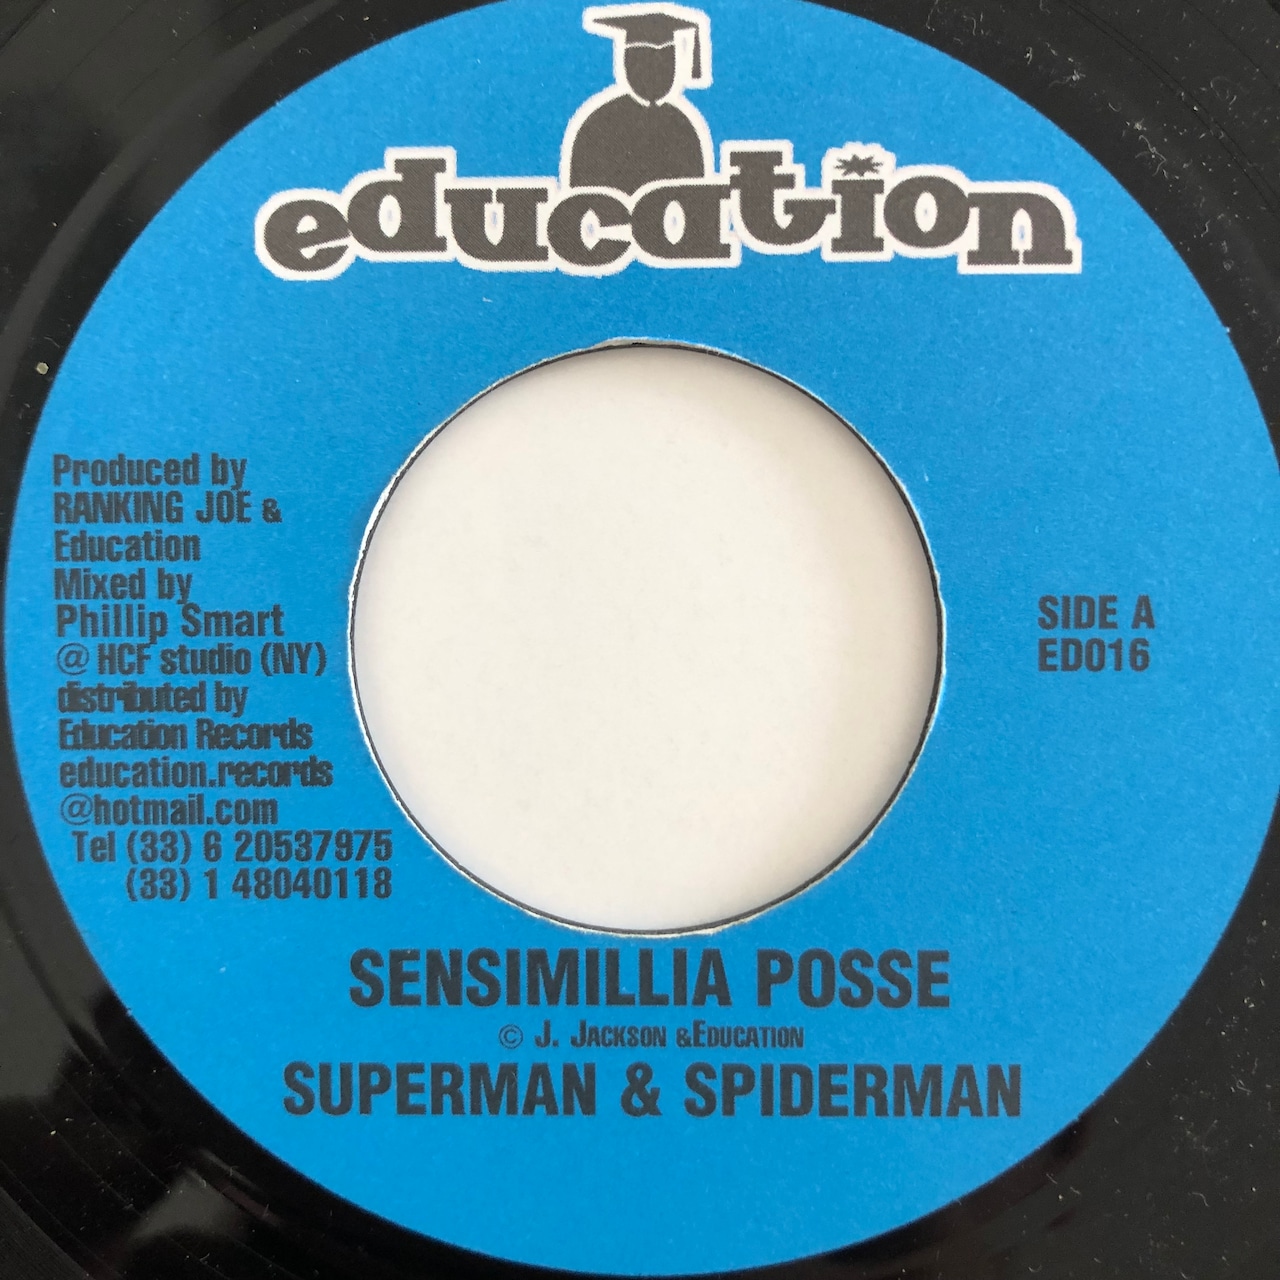 education
Produced by
RANKING JOE &
Education
Mixed by
Phillip Smart
@ HCF studio (NY)
distributed by
Education Records
education.records
@hotmail.com
Tel (33) 6 20537975
(33) 1 48040118
SIDE A
ED016
SENSIMILLIA POSSE
© J. JACKSON &EDUCATION
SUPERMAN & SPIDERMAN